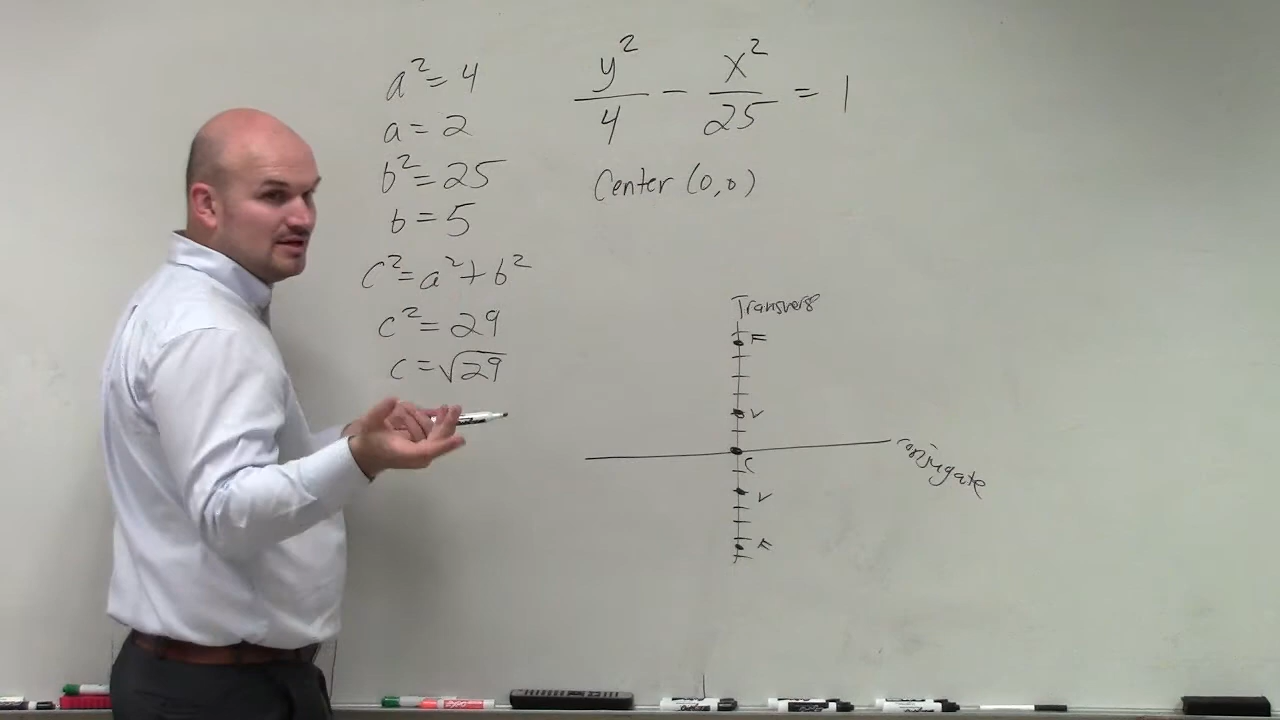 a² = 4
a = 2
b² = 25
b = 5
c² = a² + b²
c² = 29
c = √29
y²/4 - x²/25 = 1
Center (0,0)
Transverse
F
V
C
Conjugate
V
F